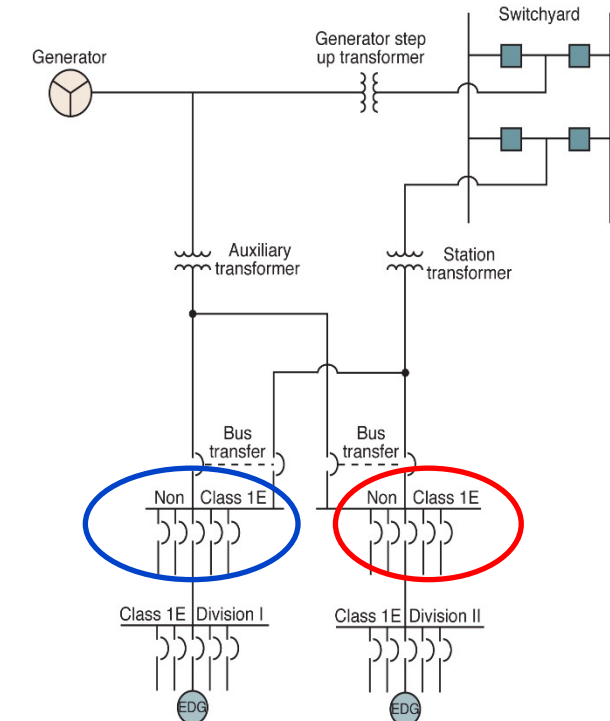 Switchyard
Generator step
up transformer
Generator
Auxiliary
transformer
Station
transformer
Bus
transfer
Bus
transfer
Non Class 1E
Non Class 1E
Class 1E Division I
Class 1E Division II
EDG
EDG